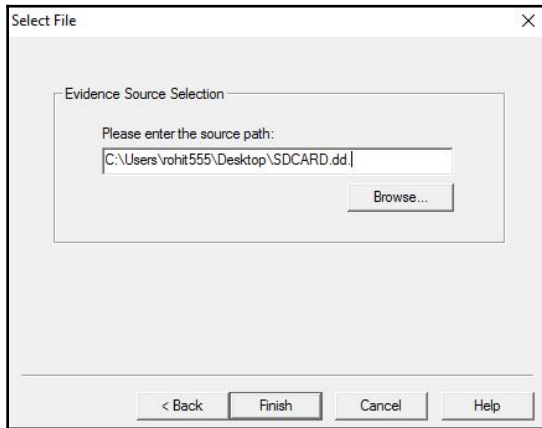 Select File
Evidence Source Selection
Please enter the source path:
C:\Users\rohit555\Desktop\SDCARD.dd.
Browse...
< Back Finish Cancel Help